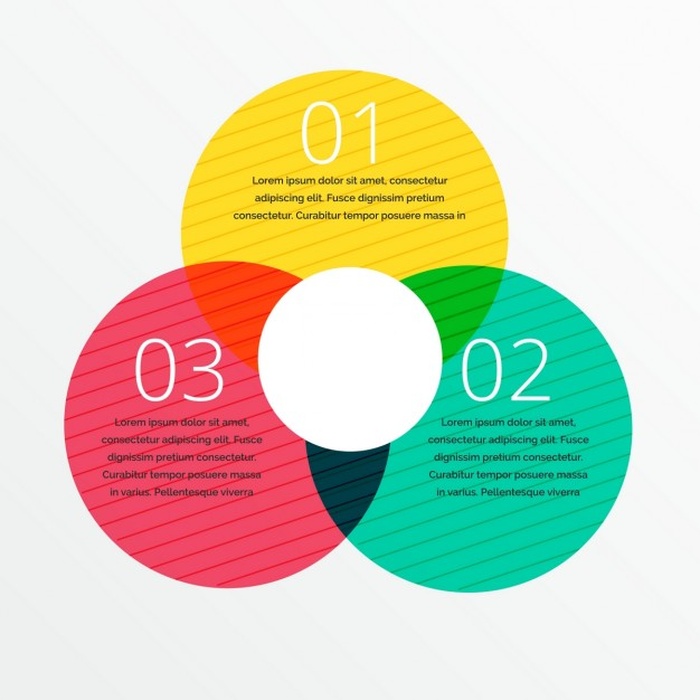 01
Lorem ipsum dolor sit amet, consectetur
adipiscing elit. Fusce dignissim pretium
consectetur. Curabitur tempor posuere massa in
02
Lorem ipsum dolor sit amet,
consectetur adipiscing elit. Fusce
dignissim pretium consectetur.
Curabitur tempor posuere massa
in varius. Pellentesque viverra
03
Lorem ipsum dolor sit amet,
consectetur adipiscing elit. Fusce
dignissim pretium consectetur.
Curabitur tempor posuere massa
in varius. Pellentesque viverra